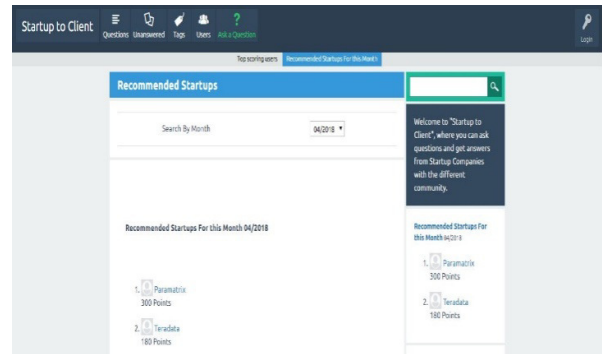 Startup to Client
Questions Unanswered Tags Users Ask a Question
Login
Top scoring users Recommended Startups For this Month
Recommended Startups
Search By Month 04/2018
Recommended Startups For this Month 04/2018
1. Paramatrix
300 Points
2. Teradata
180 Points
Welcome to "Startup to
Client", where you can ask
questions and get answers
from Startup Companies
with the different
community.
Recommended Startups For
this Month 04/2018
1. Paramatrix
300 Points
2. Teradata
180 Points